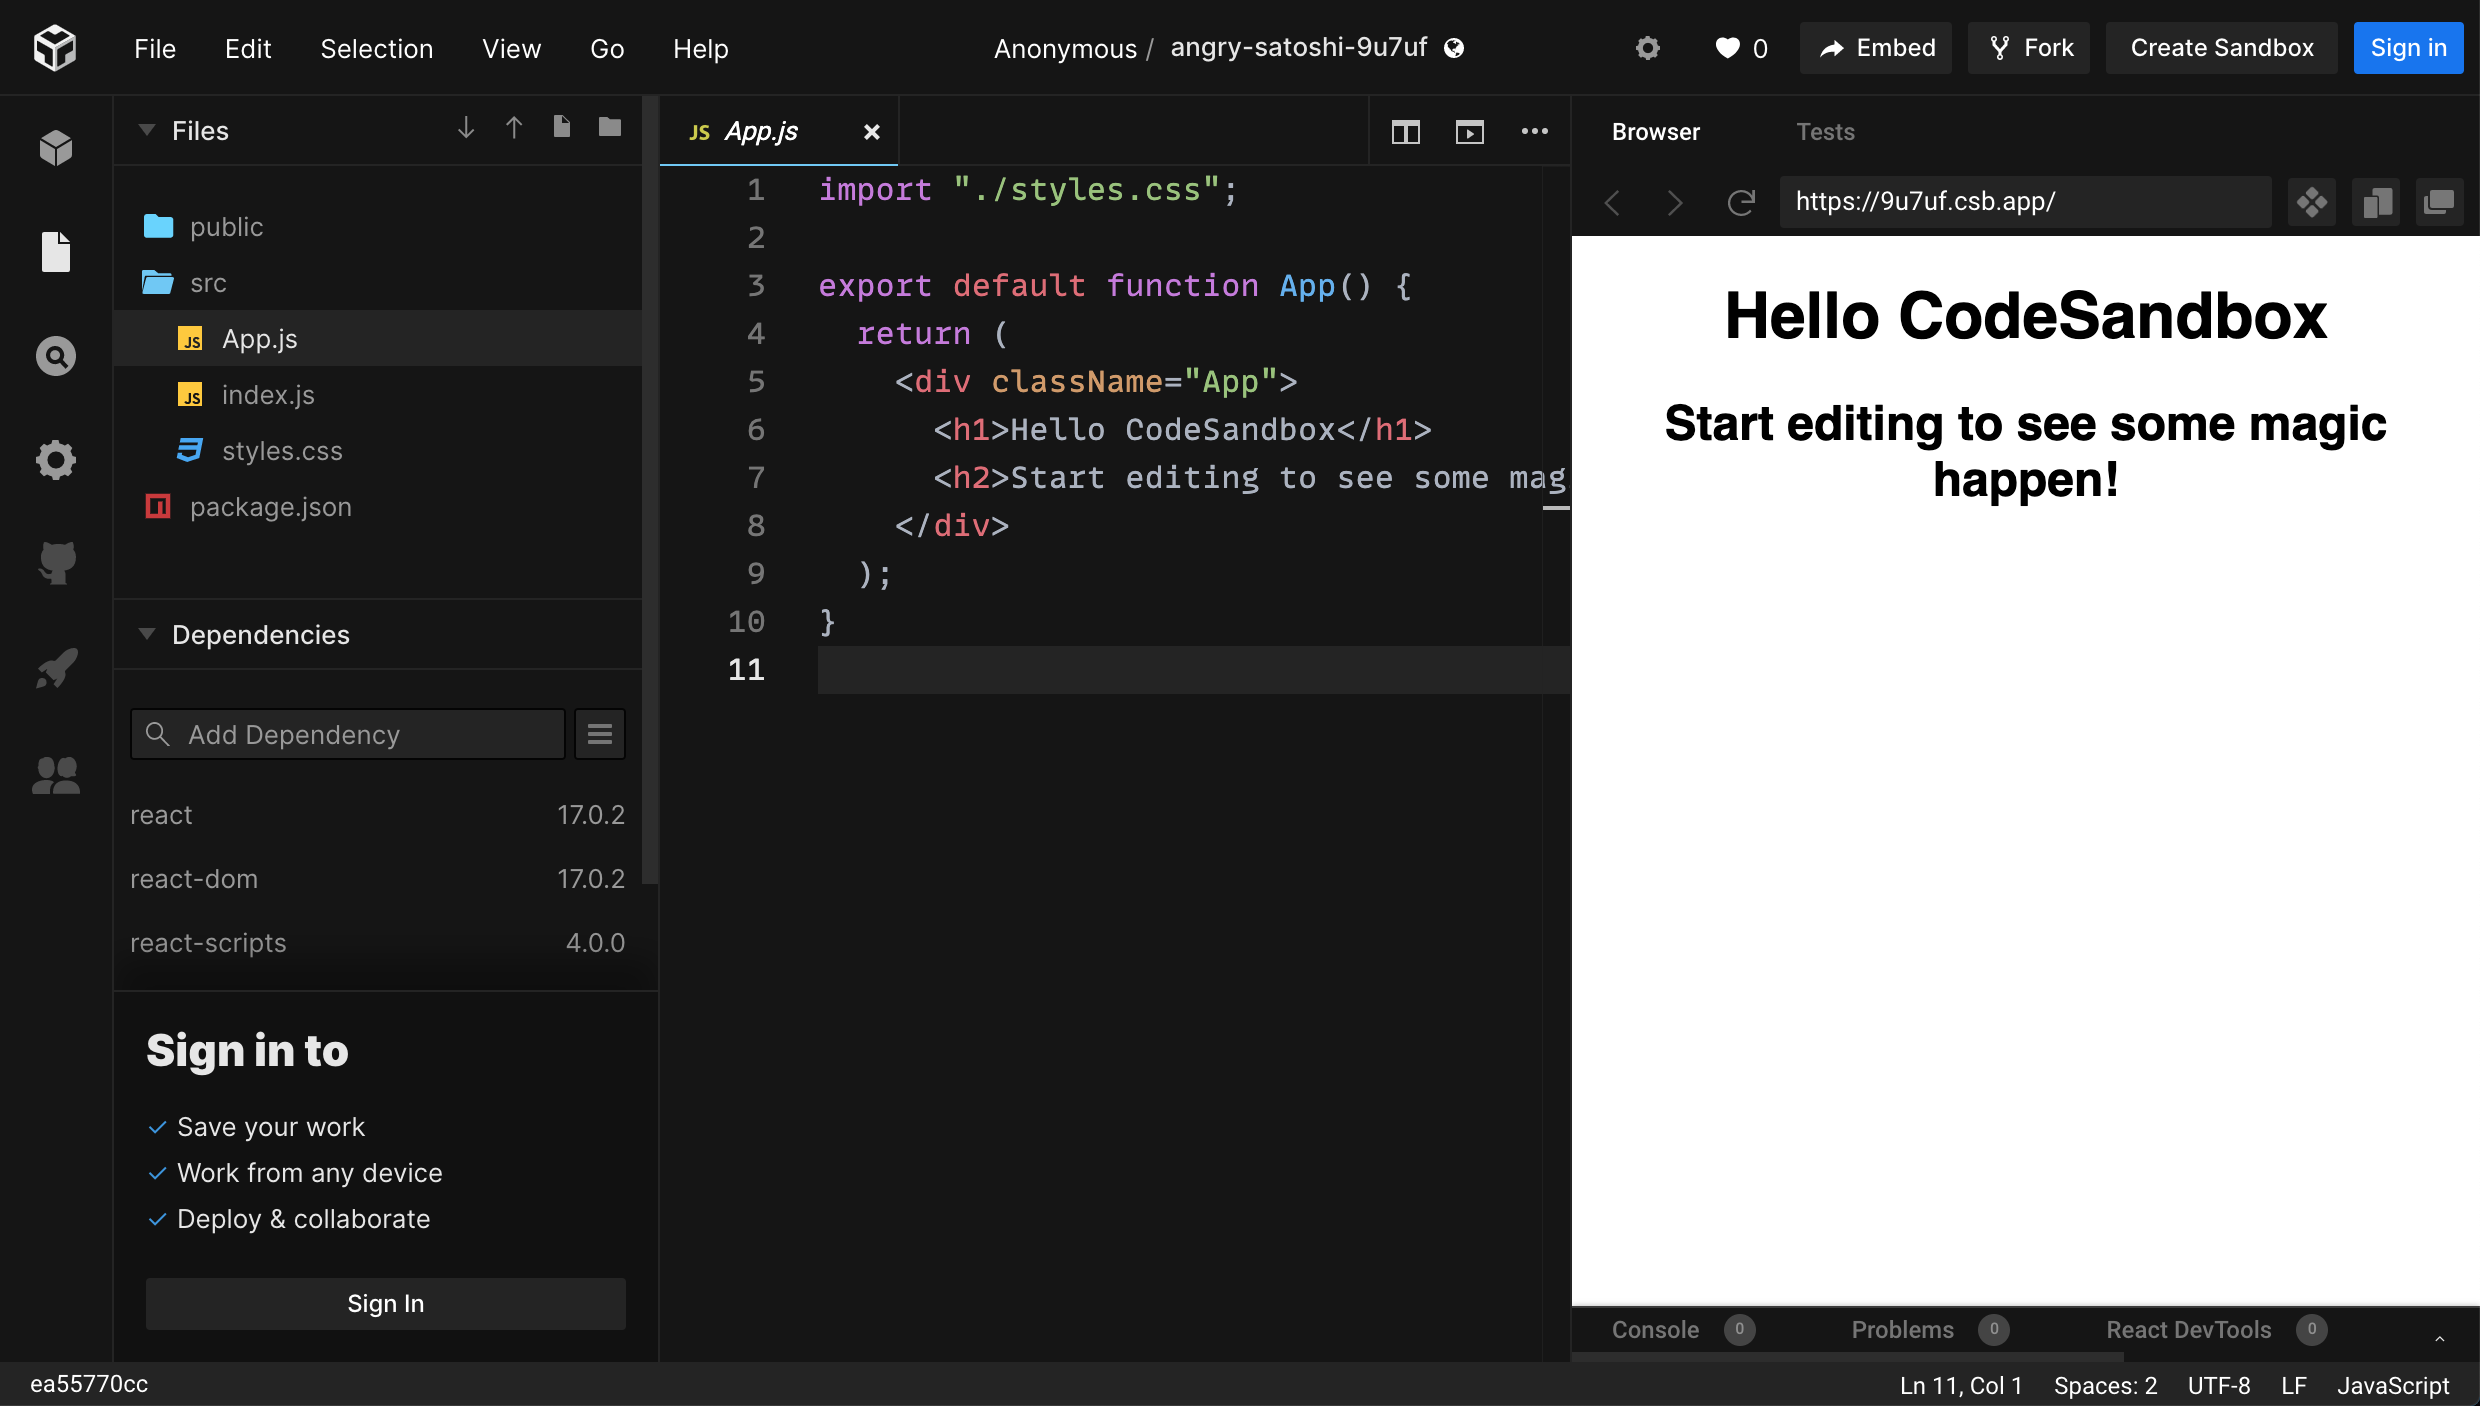 File Edit Selection View Go Help Anonymous / angry-satoshi-9u7uf 0 Embed Fork Create Sandbox Sign in
Files
public
src
JS App.js
JS index.js
styles.css
package.json
Dependencies
Add Dependency
react 17.0.2
react-dom 17.0.2
react-scripts 4.0.0
Sign in to
Save your work
Work from any device
Deploy & collaborate
Sign In
JS App.js
1 import "./styles.css";
2
3 export default function App() {
4 return (
5 <div className="App">
6 <h1>Hello CodeSandbox</h1>
7 <h2>Start editing to see some mag
8 </div>
9 );
10 }
11
Browser Tests
https://9u7uf.csb.app/
Hello CodeSandbox
Start editing to see some magic
happen!
Console 0 Problems 0 React DevTools 0
ea55770cc Ln 11, Col 1 Spaces: 2 UTF-8 LF JavaScript